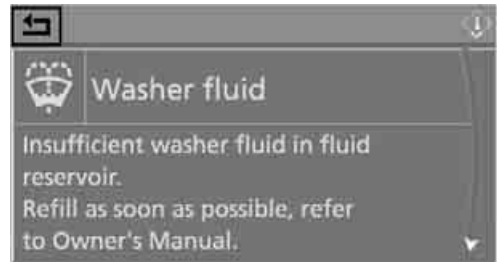 Washer fluid
Insufficient washer fluid in fluid
reservoir.
Refill as soon as possible, refer
to Owner's Manual.